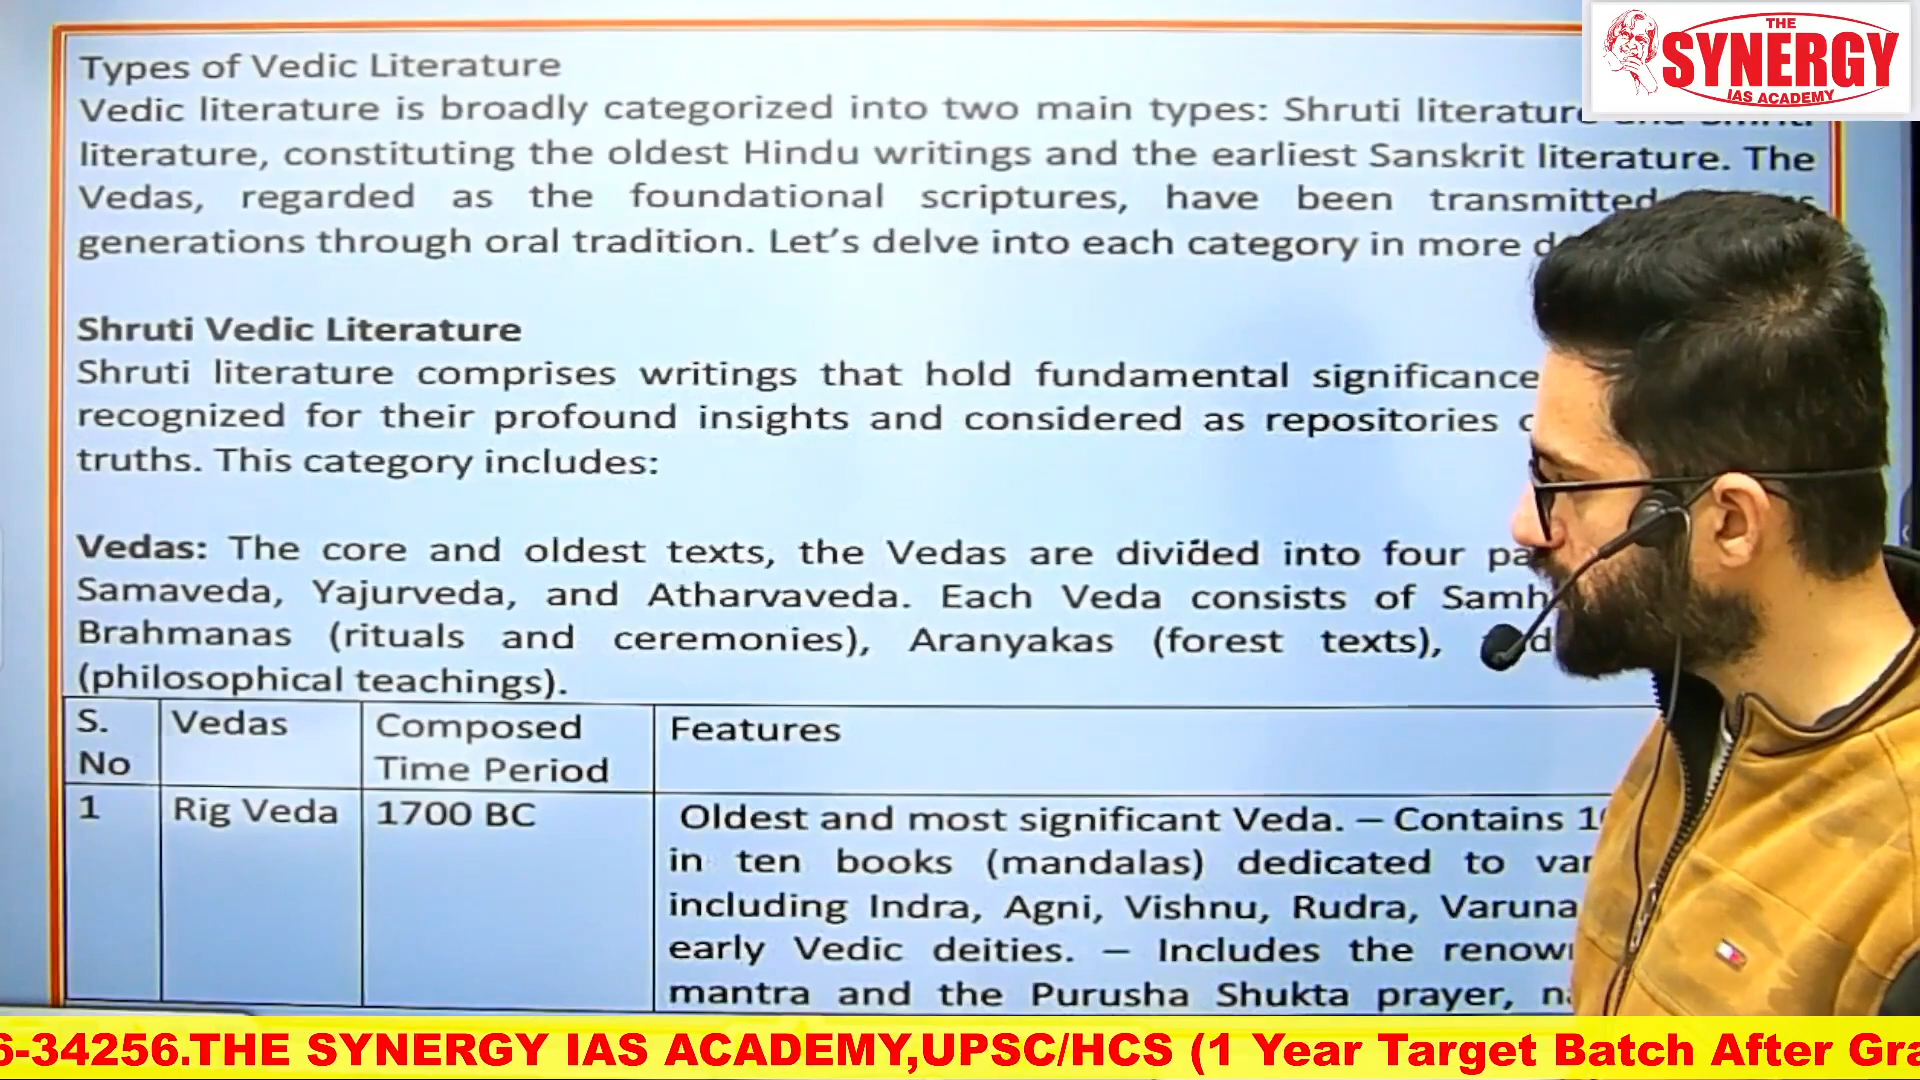 THE
SYNERGY
IAS ACADEMY
Types of Vedic Literature
Vedic literature is broadly categorized into two main types: Shruti literature
literature, constituting the oldest Hindu writings and the earliest Sanskrit literature. The
Vedas, regarded as the foundational scriptures, have been transmitted
generations through oral tradition. Let's delve into each category in more
Shruti Vedic Literature
Shruti literature comprises writings that hold fundamental significance
recognized for their profound insights and considered as repositories
truths. This category includes:
Vedas: The core and oldest texts, the Vedas are divided into four
Samaveda, Yajurveda, and Atharvaveda. Each Veda consists of
Brahmanas (rituals and ceremonies), Aranyakas (forest texts),
(philosophical teachings).
S. No
Vedas
Composed Time Period
Features
1
Rig Veda
1700 BC
Oldest and most significant Veda. – Contains
in ten books (mandalas) dedicated to
including Indra, Agni, Vishnu, Rudra, Varuna
early Vedic deities. – Includes the
mantra and the Purusha Shukta prayer,
6-34256.THE SYNERGY IAS ACADEMY,UPSC/HCS (1 Year Target Batch After